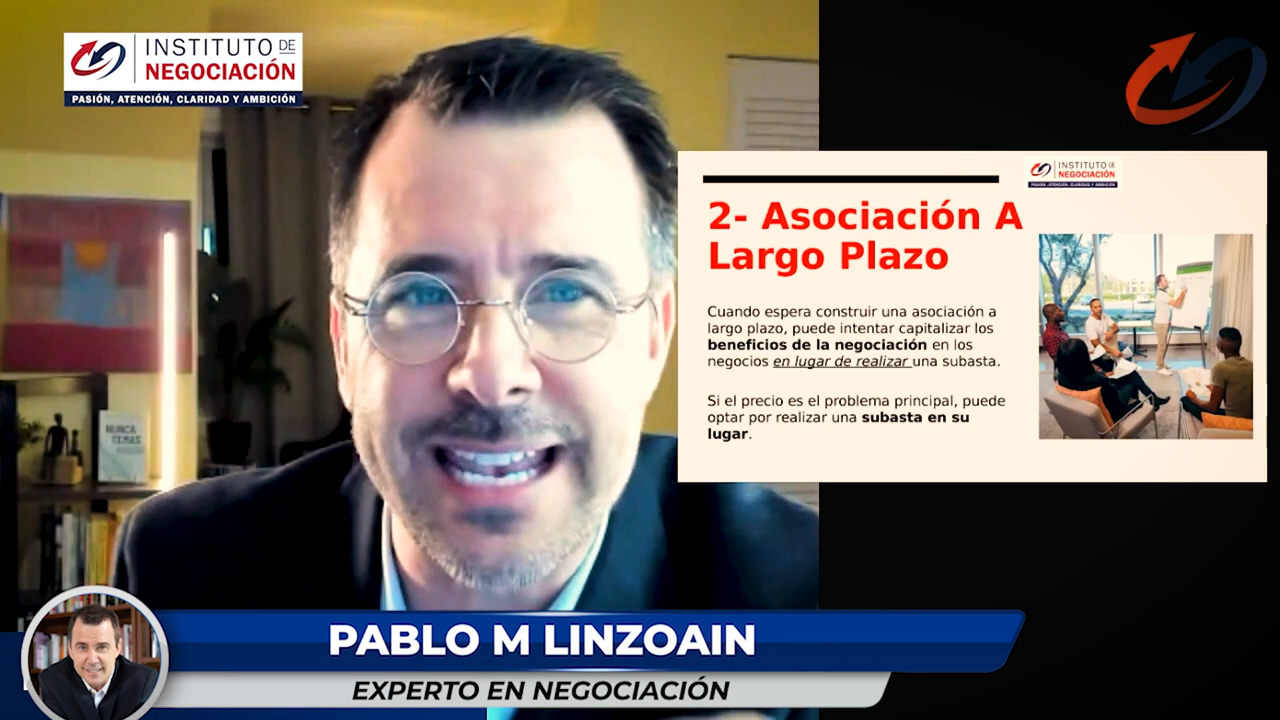 INSTITUTO DE
NEGOCIACIÓN
PASIÓN, ATENCIÓN, CLARIDAD Y AMBICIÓN
INSTITUTO DE
NEGOCIACIÓN
PASIÓN, ATENCIÓN, CLARIDAD Y AMBICIÓN
2- Asociación A
Largo Plazo
Cuando espera construir una asociación a
largo plazo, puede intentar capitalizar los
beneficios de la negociación en los
negocios en lugar de realizar una subasta.
Si el precio es el problema principal, puede
optar por realizar una subasta en su
lugar.
NUNCA
TEMAS
PABLO M LINZOAIN
EXPERTO EN NEGOCIACIÓN